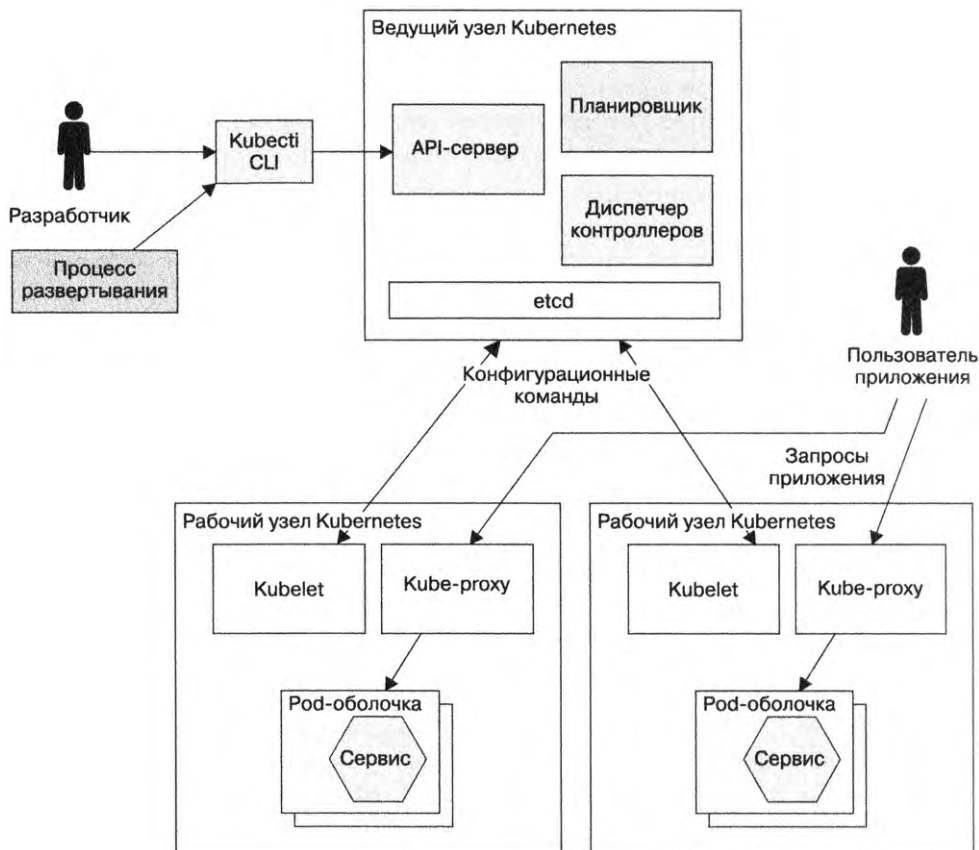 Ведущий узел Kubernetes
Планировщик
Kubecti
CLI
API-сервер
Разработчик
Диспетчер
контроллеров
Процесс
развертывания
etcd
Пользователь
приложения
Конфигурационные
команды
Запросы
приложения
Рабочий узел Kubernetes
Рабочий узел Kubernetes
Kubelet
Kube-proxy
Kubelet
Kube-proxy
Pod-оболочка
Сервис
Pod-оболочка
Сервис